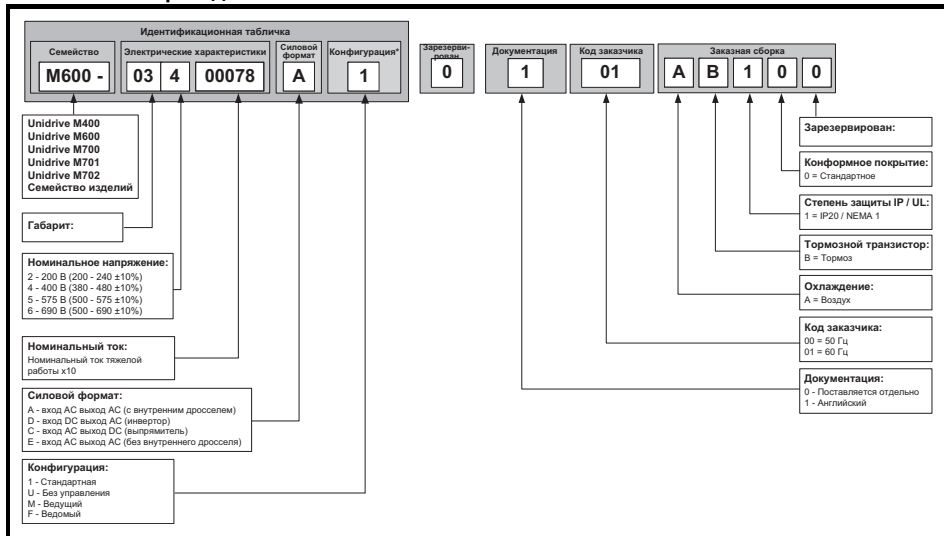 Идентификационная табличка
Семейство
Электрические характеристики
Силовой формат
Конфигурация*
Зарезерви-
рован
Документация
Код заказчика
Заказная сборка
M600 -
03 4 00078
A
1
0
1
01
A B 1 0 0
Unidrive M400
Unidrive M600
Unidrive M700
Unidrive M701
Unidrive M702
Семейство изделий
Габарит:
Номинальное напряжение:
2 - 200 В (200 - 240 ±10%)
4 - 400 В (380 - 480 ±10%)
5 - 575 В (500 - 575 ±10%)
6 - 690 В (500 - 690 ±10%)
Номинальный ток:
Номинальный ток тяжелой
работы x10
Силовой формат:
A - вход AC выход AC (с внутренним дросселем)
D - вход DC выход AC (инвертор)
C - вход AC выход DC (выпрямитель)
E - вход AC выход AC (без внутреннего дросселя)
Конфигурация:
1 - Стандартная
U - Без управления
M - Ведущий
F - Ведомый
Зарезервирован:
Конформное покрытие:
0 = Стандартное
Степень защиты IP / UL:
1 = IP20 / NEMA 1
Тормозной транзистор:
B = Тормоз
Охлаждение:
A = Воздух
Код заказчика:
00 = 50 Гц
01 = 60 Гц
Документация:
0 - Поставляется отдельно
1 - Английский